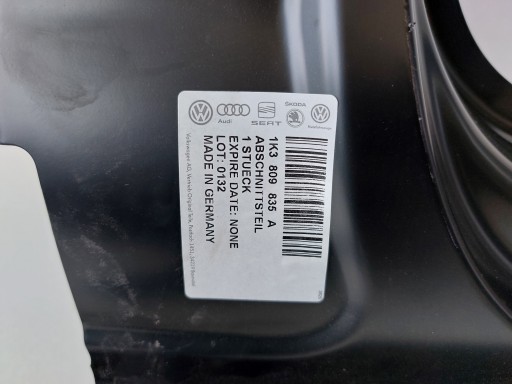 Audi
SEAT
ŠKODA
1K3 809 835 A
ABSCHNITTSTEIL
1 STUECK
EXPIRE DATE: NONE
LOT: 0132
MADE IN GERMANY